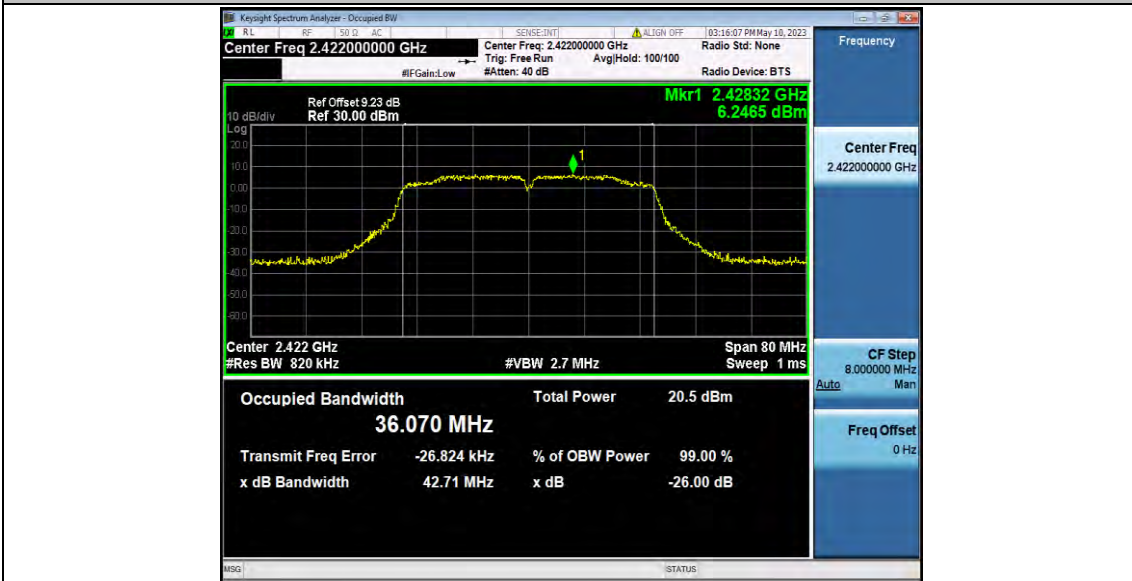 Keysight Spectrum Analyzer - Occupied BW
RL RF 50 Ω AC SENSE:INT ALIGN OFF 03:16:07 PM May 10, 2023
Center Freq 2.422000000 GHz
Center Freq: 2.422000000 GHz
Radio Std: None
Trig: Free Run Avg|Hold: 100/100
#IFGain:Low #Atten: 40 dB Radio Device: BTS
Frequency
Mkr1 2.42832 GHz
6.2465 dBm
Ref Offset 9.23 dB
10 dB/div Ref 30.00 dBm
Log
20.0
10.0
0.00
-10.0
-20.0
-30.0
-40.0
-50.0
-60.0
1
Center 2.422 GHz Span 80 MHz
#Res BW 820 kHz #VBW 2.7 MHz Sweep 1 ms
Occupied Bandwidth Total Power 20.5 dBm
36.070 MHz
Transmit Freq Error -26.824 kHz % of OBW Power 99.00 %
x dB Bandwidth 42.71 MHz x dB -26.00 dB
Center Freq
2.422000000 GHz
CF Step
8.000000 MHz
Auto Man
Freq Offset
0 Hz
MSG STATUS